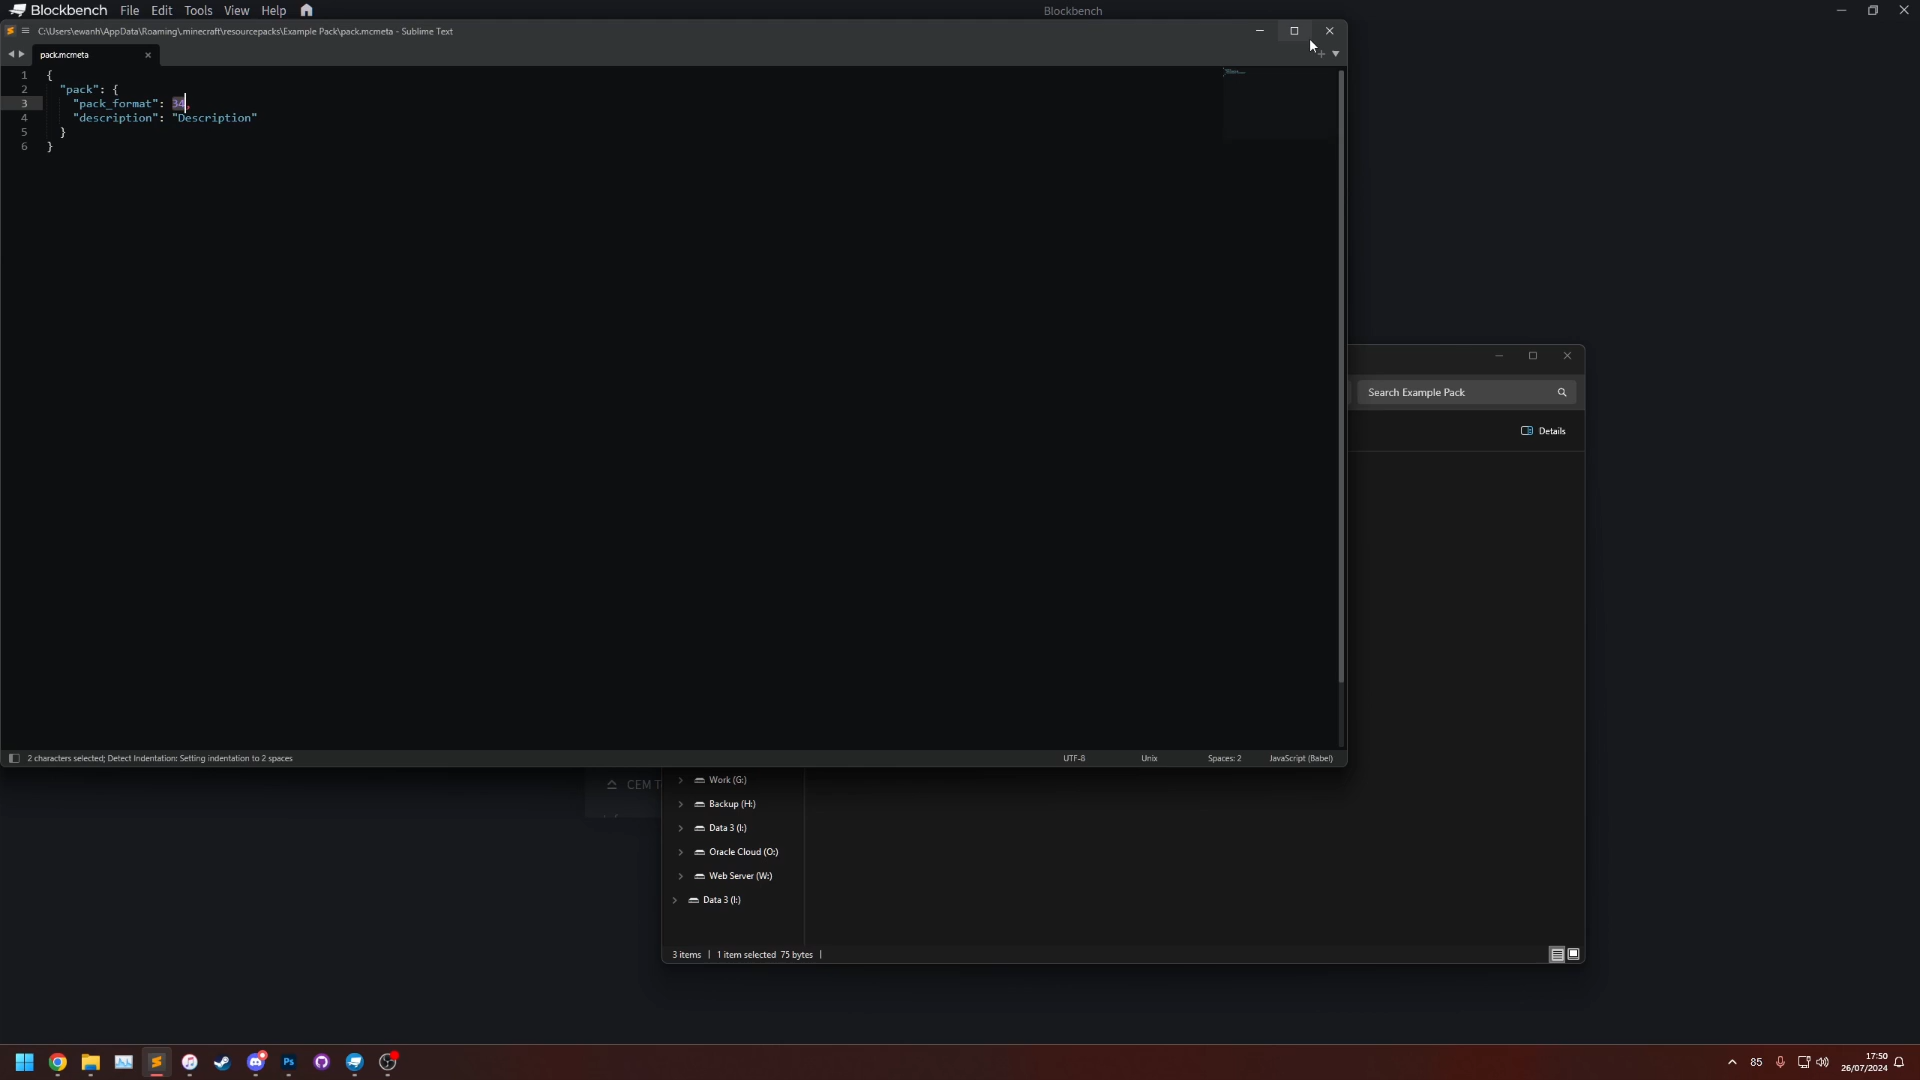 Blockbench File Edit Tools View Help
Blockbench
C:\Users\ewanh\AppData\Roaming\.minecraft\resourcepacks\Example Pack\pack.mcmeta - Sublime Text
pack.mcmeta
1 {
2 "pack": {
3 "pack_format": 34,
4 "description": "Description"
5 }
6 }
Search Example Pack
Details
2 characters selected; Detect Indentation: Setting indentation to 2 spaces
UTF-8
Unix
Spaces: 2
JavaScript (Babel)
CEM
Work (G:)
Backup (H:)
Data 3 (I:)
Oracle Cloud (O:)
Web Server (W:)
Data 3 (I:)
3 items | 1 item selected 75 bytes |
Ps
85
17:50
26/07/2024